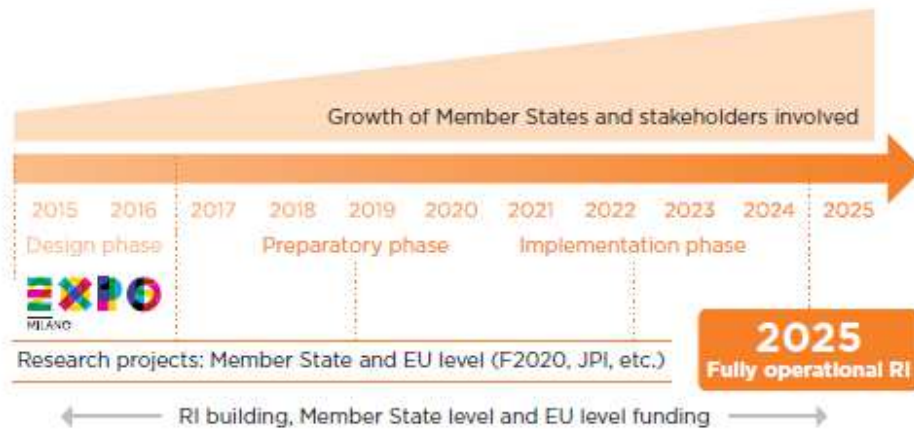 Growth of Member States and stakeholders involved
2015 2016 2017 2018 2019 2020 2021 2022 2023 2024 2025
Design phase Preparatory phase Implementation phase
EXPO
MILANO
2025
Fully operational RI
Research projects: Member State and EU level (F2020, JPI, etc.)
RI building, Member State level and EU level funding